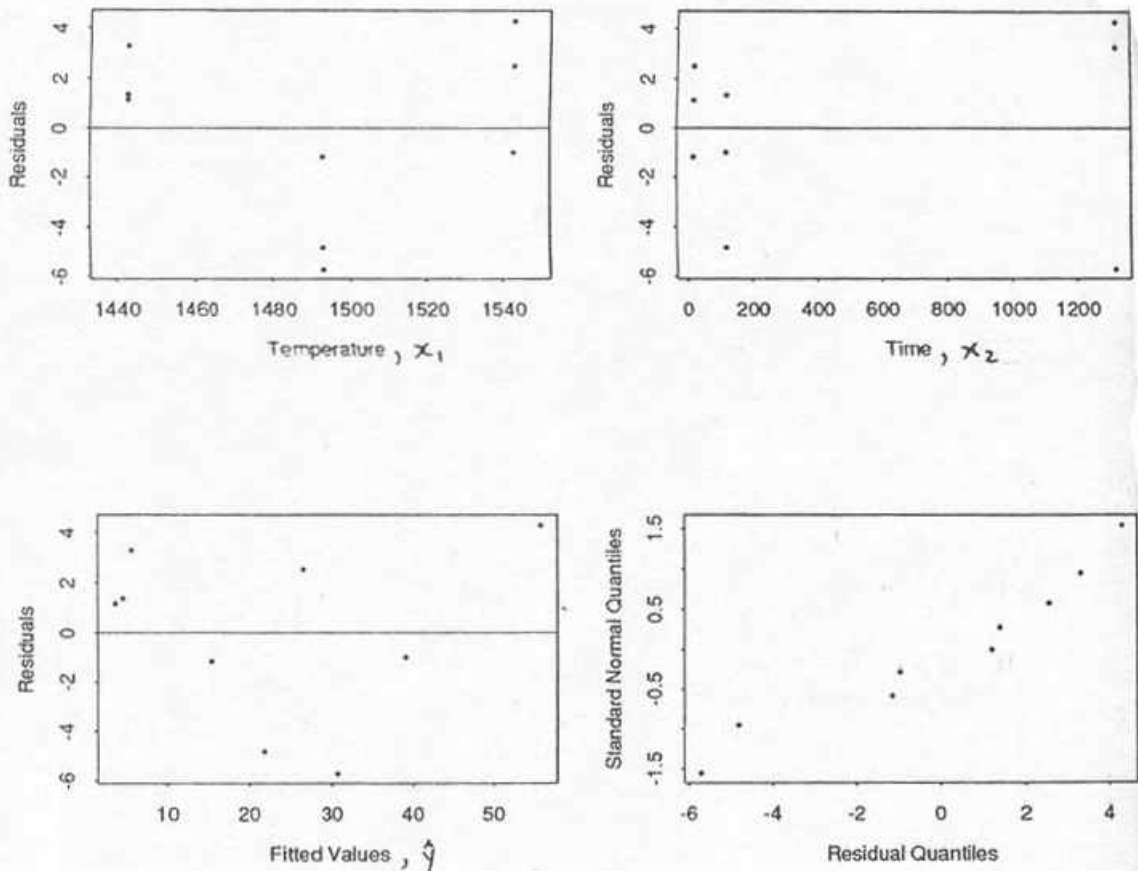 Residuals
4
2
0
-2
-4
-6
1440 1460 1480 1500 1520 1540
Temperature , x₁
Residuals
4
2
0
-2
-4
-6
0 200 400 600 800 1000 1200
Time , x₂
Residuals
4
2
0
-2
-4
-6
10 20 30 40 50
Fitted Values , ŷ
Standard Normal Quantiles
1.5
0.5
-0.5
-1.5
-6 -4 -2 0 2 4
Residual Quantiles